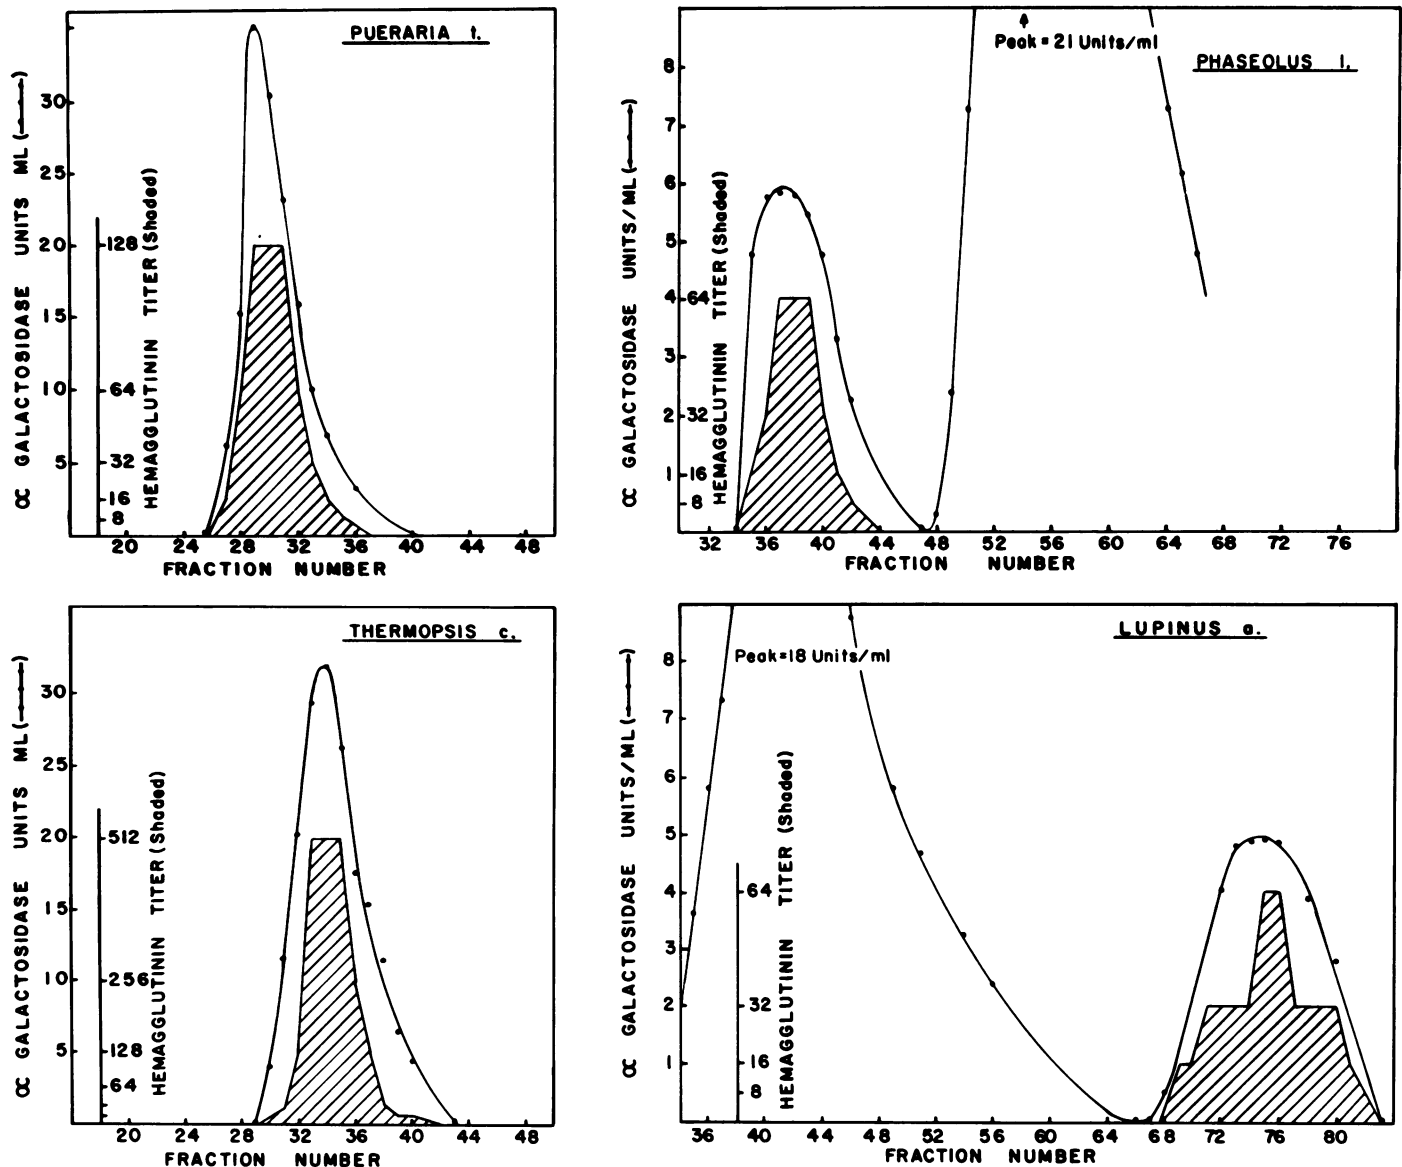 PUERARIA t.
∝ GALACTOSIDASE UNITS ML (
30
25
20
15
10
5
HEMAGGLUTININ TITER (Shaded)
128
64
32
16
8
20 24 28 32 36 40 44 48
FRACTION NUMBER
PHASEOLUS l.
Peak = 21 Units/ml
∝ GALACTOSIDASE UNITS/ML (
8
7
6
5
4
3
2
1
HEMAGGLUTININ TITER (Shaded)
64
32
16
8
32 36 40 44 48 52 56 60 64 68 72 76
FRACTION NUMBER
THERMOPSIS c.
∝ GALACTOSIDASE UNITS ML (
30
25
20
15
10
5
HEMAGGLUTININ TITER (Shaded)
512
256
128
64
20 24 28 32 36 40 44 48
FRACTION NUMBER
LUPINUS a.
Peak=18 Units/ml
∝ GALACTOSIDASE UNITS/ML (
8
7
6
5
4
3
2
1
HEMAGGLUTININ TITER (Shaded)
64
32
16
8
36 40 44 48 52 56 60 64 68 72 76 80
FRACTION NUMBER